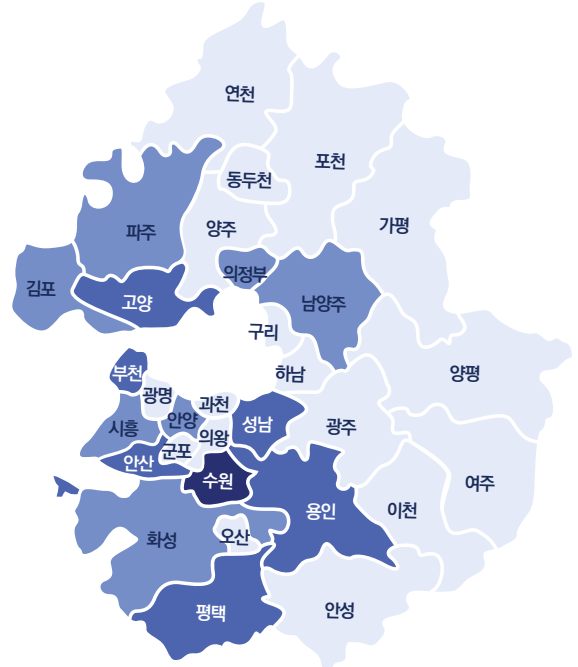 연천
포천
동두천
가평
양주
파주
의정부
김포
고양
남양주
구리
하남
양평
부천
광명
과천
안양
성남
시흥
의왕
광주
군포
안산
수원
여주
용인
이천
오산
화성
평택
안성